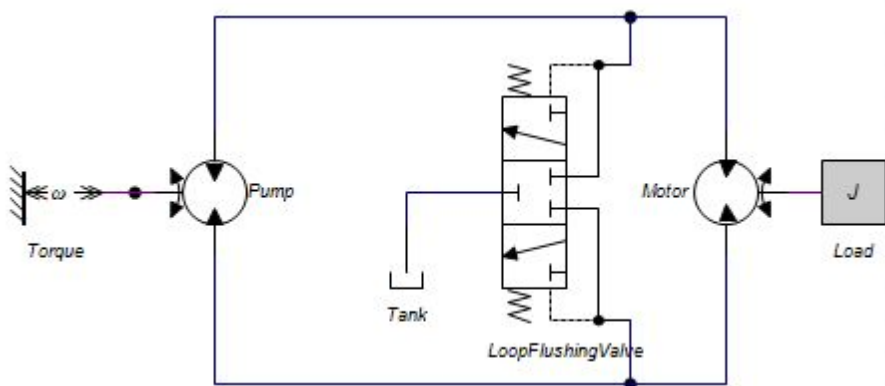 ω
Pump
Motor
J
Torque
Load
Tank
LoopFlushingValve